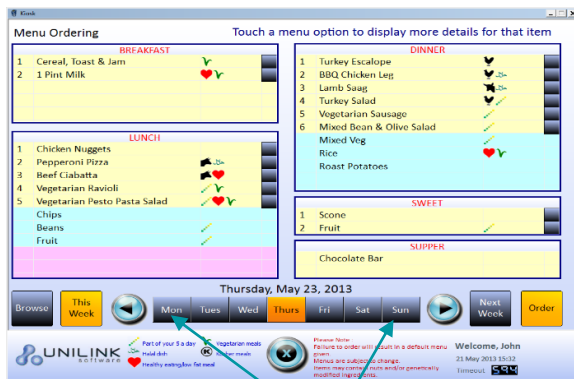 Kiosk
Menu Ordering
Touch a menu option to display more details for that item
BREAKFAST
1 Cereal, Toast & Jam
2 1 Pint Milk
LUNCH
1 Chicken Nuggets
2 Pepperoni Pizza
3 Beef Ciabatta
4 Vegetarian Ravioli
5 Vegetarian Pesto Pasta Salad
Chips
Beans
Fruit
DINNER
1 Turkey Escalope
2 BBQ Chicken Leg
3 Lamb Saag
4 Turkey Salad
5 Vegetarian Sausage
6 Mixed Bean & Olive Salad
Mixed Veg
Rice
Roast Potatoes
SWEET
1 Scone
2 Fruit
SUPPER
Chocolate Bar
Thursday, May 23, 2013
Browse
This Week
Mon Tues Wed Thurs Fri Sat Sun
Next Week
Order
UNILINK
software
Part of your 5 a day
Vegetarian meals
Halal dish
K Kosher meals
Healthy eating/low fat meal
X
Please Note
Failure to order will result in a default menu
given
Menus are subject to change.
Items may contain nuts and/or genetically
modified ingredients.
Welcome, John
21 May 2013 15:32
Timeout 594